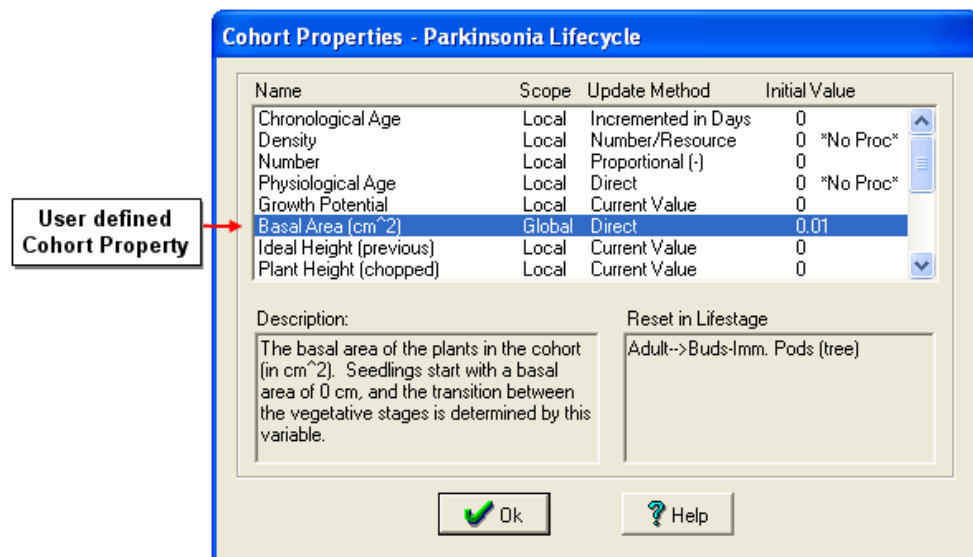 Cohort Properties - Parkinsonia Lifecycle
Name Scope Update Method Initial Value
Chronological Age Local Incremented in Days 0
Density Local Number/Resource 0 *No Proc*
Number Local Proportional (-) 0
Physiological Age Local Direct 0 *No Proc*
Growth Potential Local Current Value 0
Basal Area (cm^2) Global Direct 0.01
Ideal Height (previous) Local Current Value 0
Plant Height (chopped) Local Current Value 0
User defined
Cohort Property
Description:
The basal area of the plants in the cohort
(in cm^2). Seedlings start with a basal
area of 0 cm, and the transition between
the vegetative stages is determined by this
variable.
Reset in Lifestage
Adult-->Buds-Imm. Pods (tree)
Ok
Help